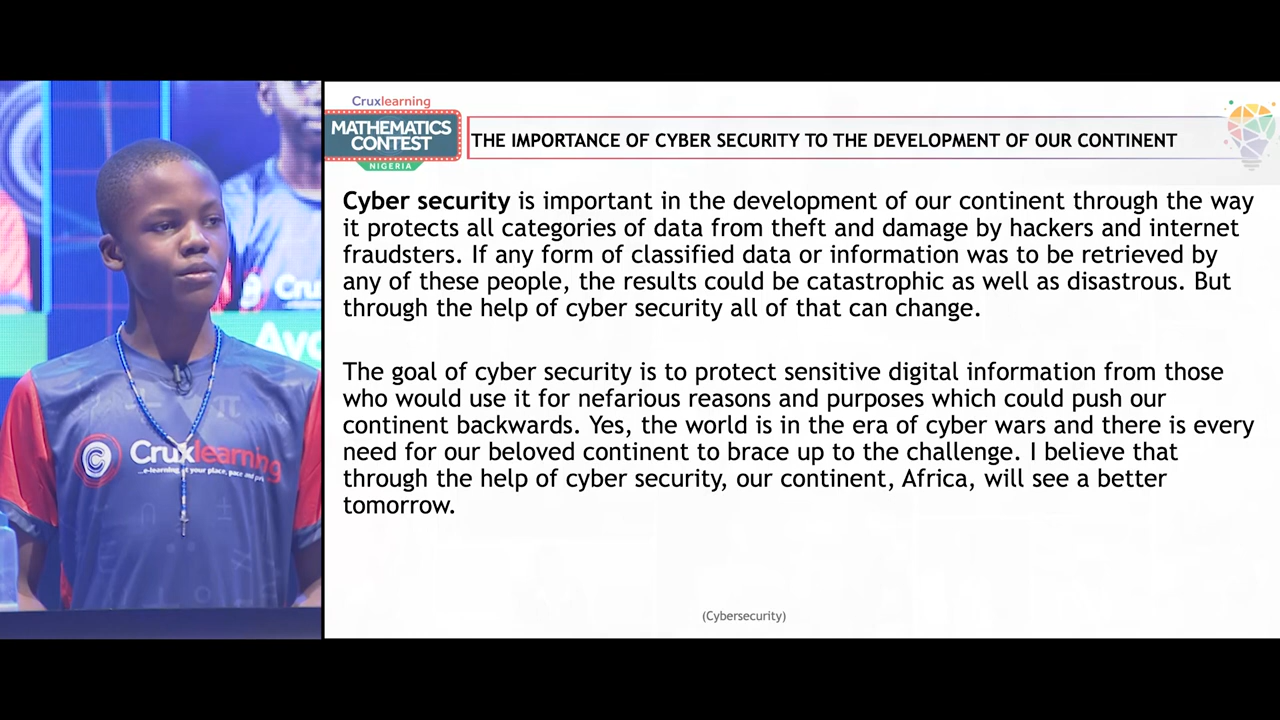 Cruxlearning
MATHEMATICS
CONTEST
NIGERIA
THE IMPORTANCE OF CYBER SECURITY TO THE DEVELOPMENT OF OUR CONTINENT
Cyber security is important in the development of our continent through the way
it protects all categories of data from theft and damage by hackers and internet
fraudsters. If any form of classified data or information was to be retrieved by
any of these people, the results could be catastrophic as well as disastrous. But
through the help of cyber security all of that can change.
The goal of cyber security is to protect sensitive digital information from those
who would use it for nefarious reasons and purposes which could push our
continent backwards. Yes, the world is in the era of cyber wars and there is every
need for our beloved continent to brace up to the challenge. I believe that
through the help of cyber security, our continent, Africa, will see a better
tomorrow.
(Cybersecurity)
Cruxlearning
...e-learning, at your place, pace and